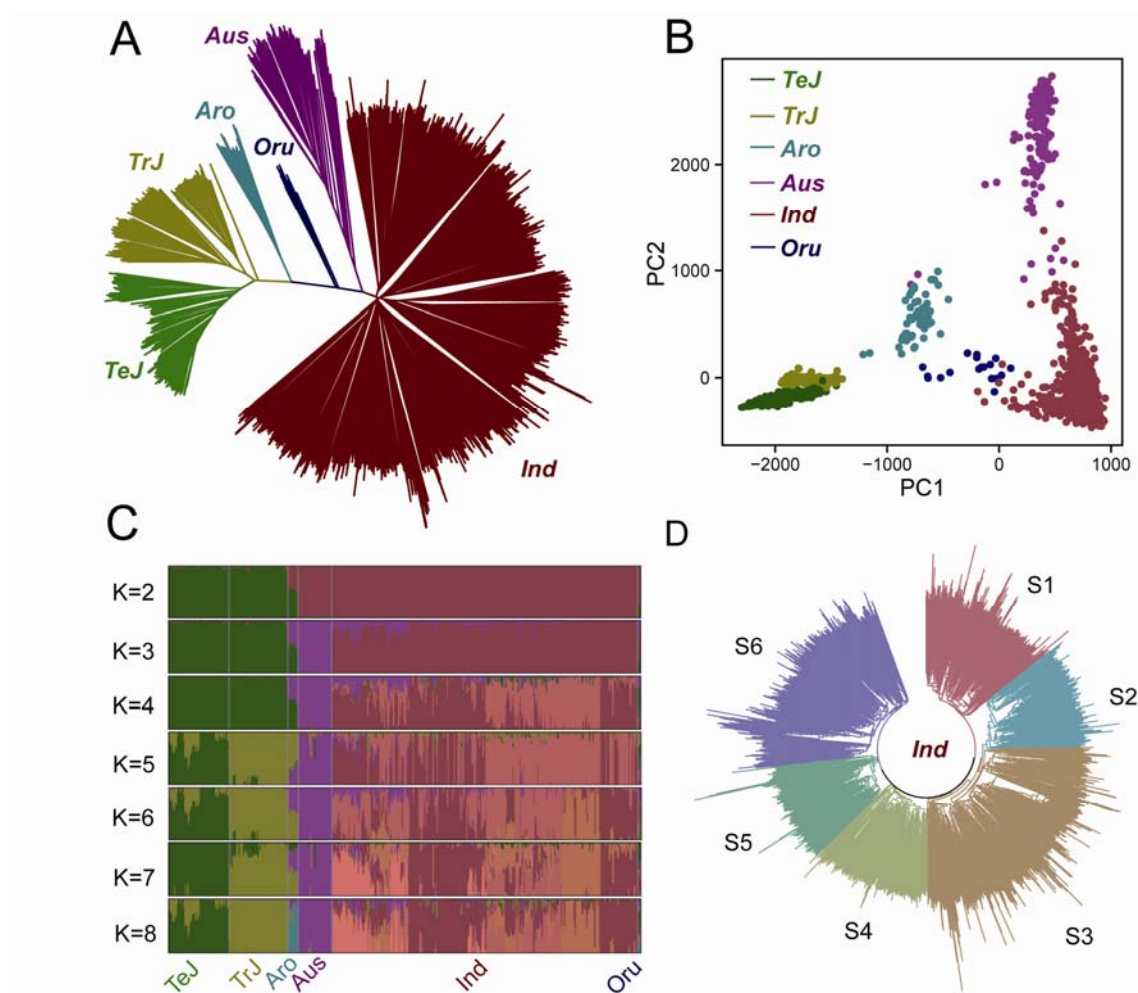 A
Aus
Aro
Oru
TrJ
TeJ
Ind
B
TeJ
TrJ
Aro
Aus
Ind
Oru
PC2
2000
1000
0
−2000
−1000
0
1000
PC1
C
K=2
K=3
K=4
K=5
K=6
K=7
K=8
TeJ
TrJ
Aro
Aus
Ind
Oru
D
S1
S6
S2
Ind
S5
S4
S3